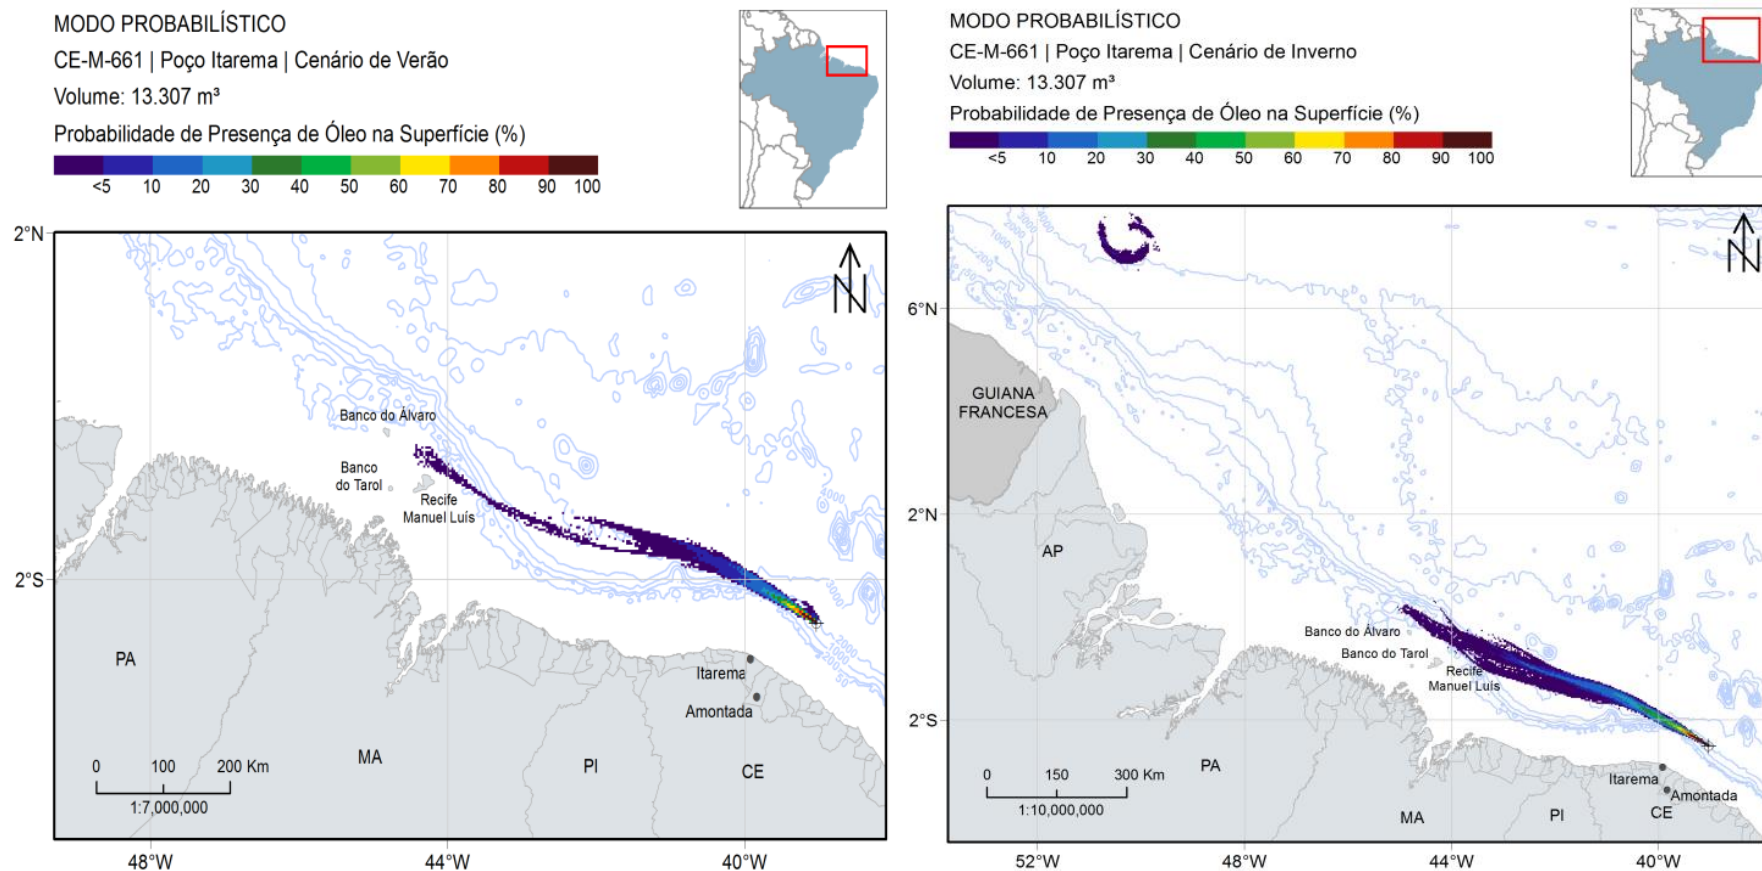 MODO PROBABILÍSTICO
CE-M-661 | Poço Itarema | Cenário de Verão
Volume: 13.307 m³
Probabilidade de Presença de Óleo na Superfície (%)
<5 10 20 30 40 50 60 70 80 90 100
2°N
N
Banco do Álvaro
Banco
do Tarol
Recife
Manuel Luís
2°S
PA
Itarema
Amontada
MA
PI
CE
0 100 200 Km
1:7,000,000
48°W 44°W 40°W
MODO PROBABILÍSTICO
CE-M-661 | Poço Itarema | Cenário de Inverno
Volume: 13.307 m³
Probabilidade de Presença de Óleo na Superfície (%)
<5 10 20 30 40 50 60 70 80 90 100
N
6°N
GUIANA
FRANCESA
2°N
AP
Banco do Álvaro
Banco do Tarol
Recife
Manuel Luís
2°S
PA
Itarema
Amontada
MA
PI
CE
0 150 300 Km
1:10,000,000
52°W 48°W 44°W 40°W